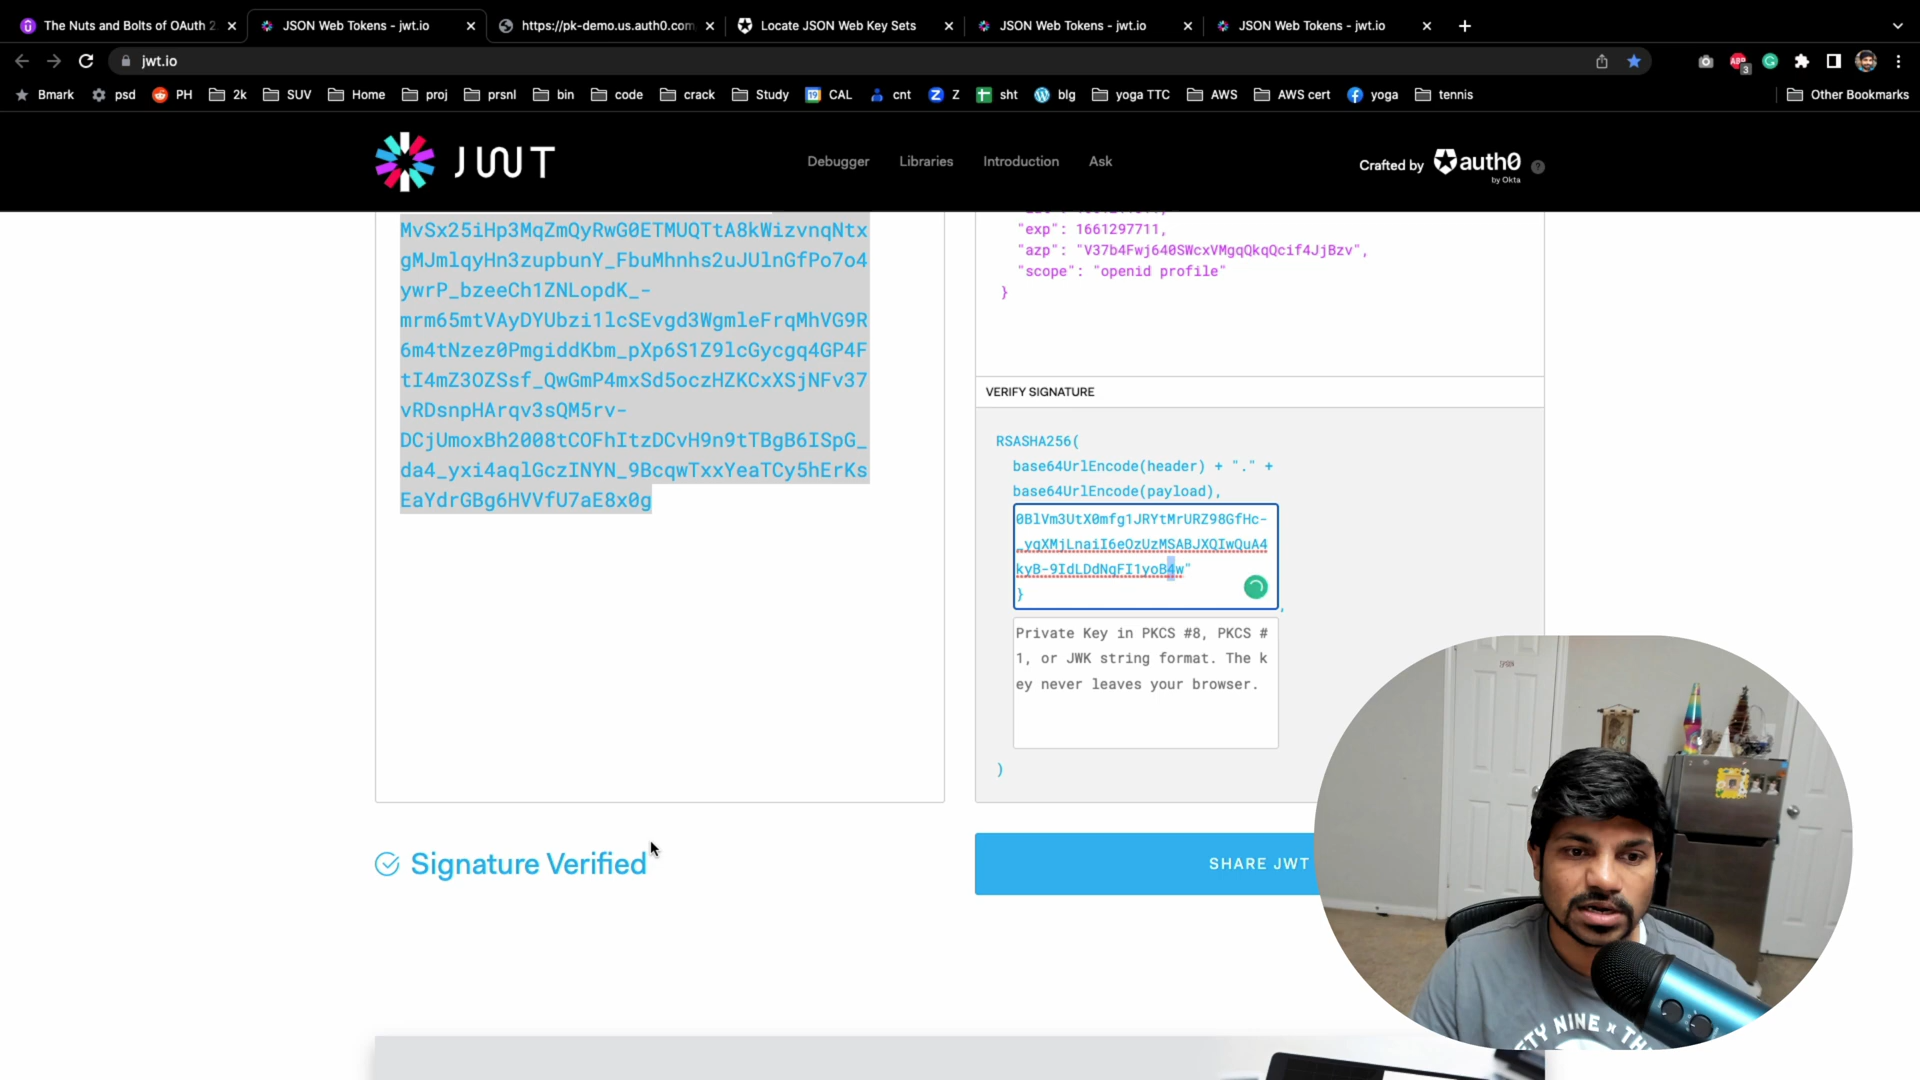 The Nuts and Bolts of OAuth 2
JSON Web Tokens - jwt.io
https://pk-demo.us.auth0.com
Locate JSON Web Key Sets
JSON Web Tokens - jwt.io
JSON Web Tokens - jwt.io
jwt.io
ABP
3
Bmark
psd
PH
2k
SUV
Home
proj
prsnl
bin
code
crack
Study
CAL
cnt
Z
sht
blg
yoga TTC
AWS
AWS cert
yoga
tennis
Other Bookmarks
JWT
Debugger
Libraries
Introduction
Ask
Crafted by
auth0
by Okta
MvSx25iHp3MqZmQyRwG0ETMUQTtA8kWizvnqNtx
gMJmlqyHn3zupbunY_FbuMhnhs2uJUlnGfPo7o4
ywrP_bzeeCh1ZNLopdK_-
mrm65mtVAyDYUbzi1lcSEvgd3WgmleFrqMhVG9R
6m4tNzez0PmgiddKbm_pXp6S1Z9lcGycgq4GP4F
tI4mZ3OZSsf_QwGmP4mxSd5oczHZKCxXSjNFv37
vRDsnpHArqv3sQM5rv-
DCjUmoxBh2008tCOFhItzDCvH9n9tTBgB6ISpG_
da4_yxi4aqlGczINYN_9BcqwTxxYeaTCy5hErKs
EaYdrGBg6HVVfU7aE8x0g
"exp": 1661297711,
"azp": "V37b4Fwj640SWcxVMgqQkqQcif4JjBzv",
"scope": "openid profile"
}
VERIFY SIGNATURE
RSASHA256(
base64UrlEncode(header) + "." +
base64UrlEncode(payload),
0BlVm3UtX0mfg1JRYtMrURZ98GfHc-
_ygXMjLnaiI6eOzUzMSABJXQIwQuA4
kyB-9IdLDdNgFI1yoB4w"
}
,
Private Key in PKCS #8, PKCS #
1, or JWK string format. The k
ey never leaves your browser.
)
Signature Verified
SHARE JWT